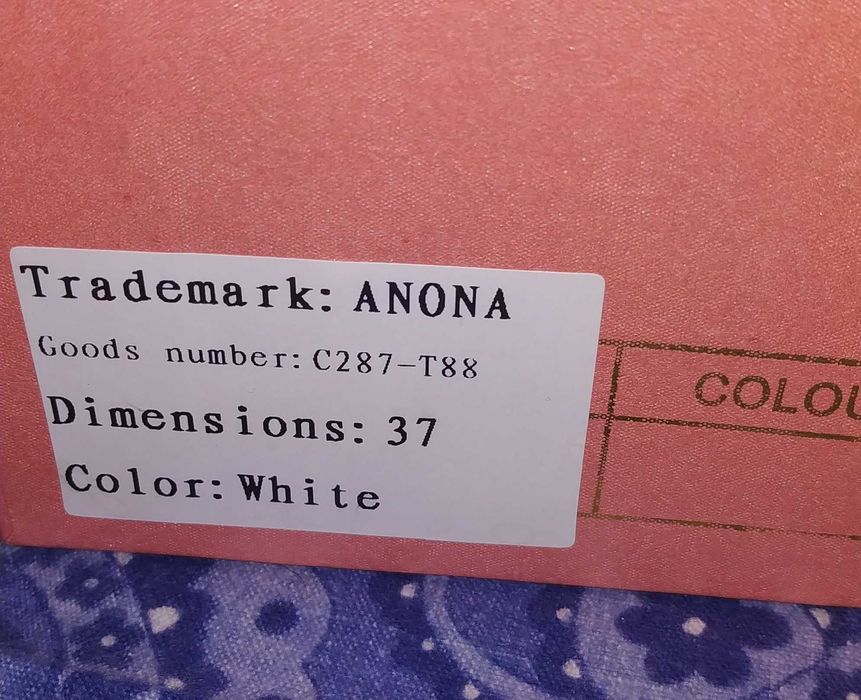 Trademark: ANONA
Goods number: C287-T88
Dimensions: 37
Color: White
COLOU